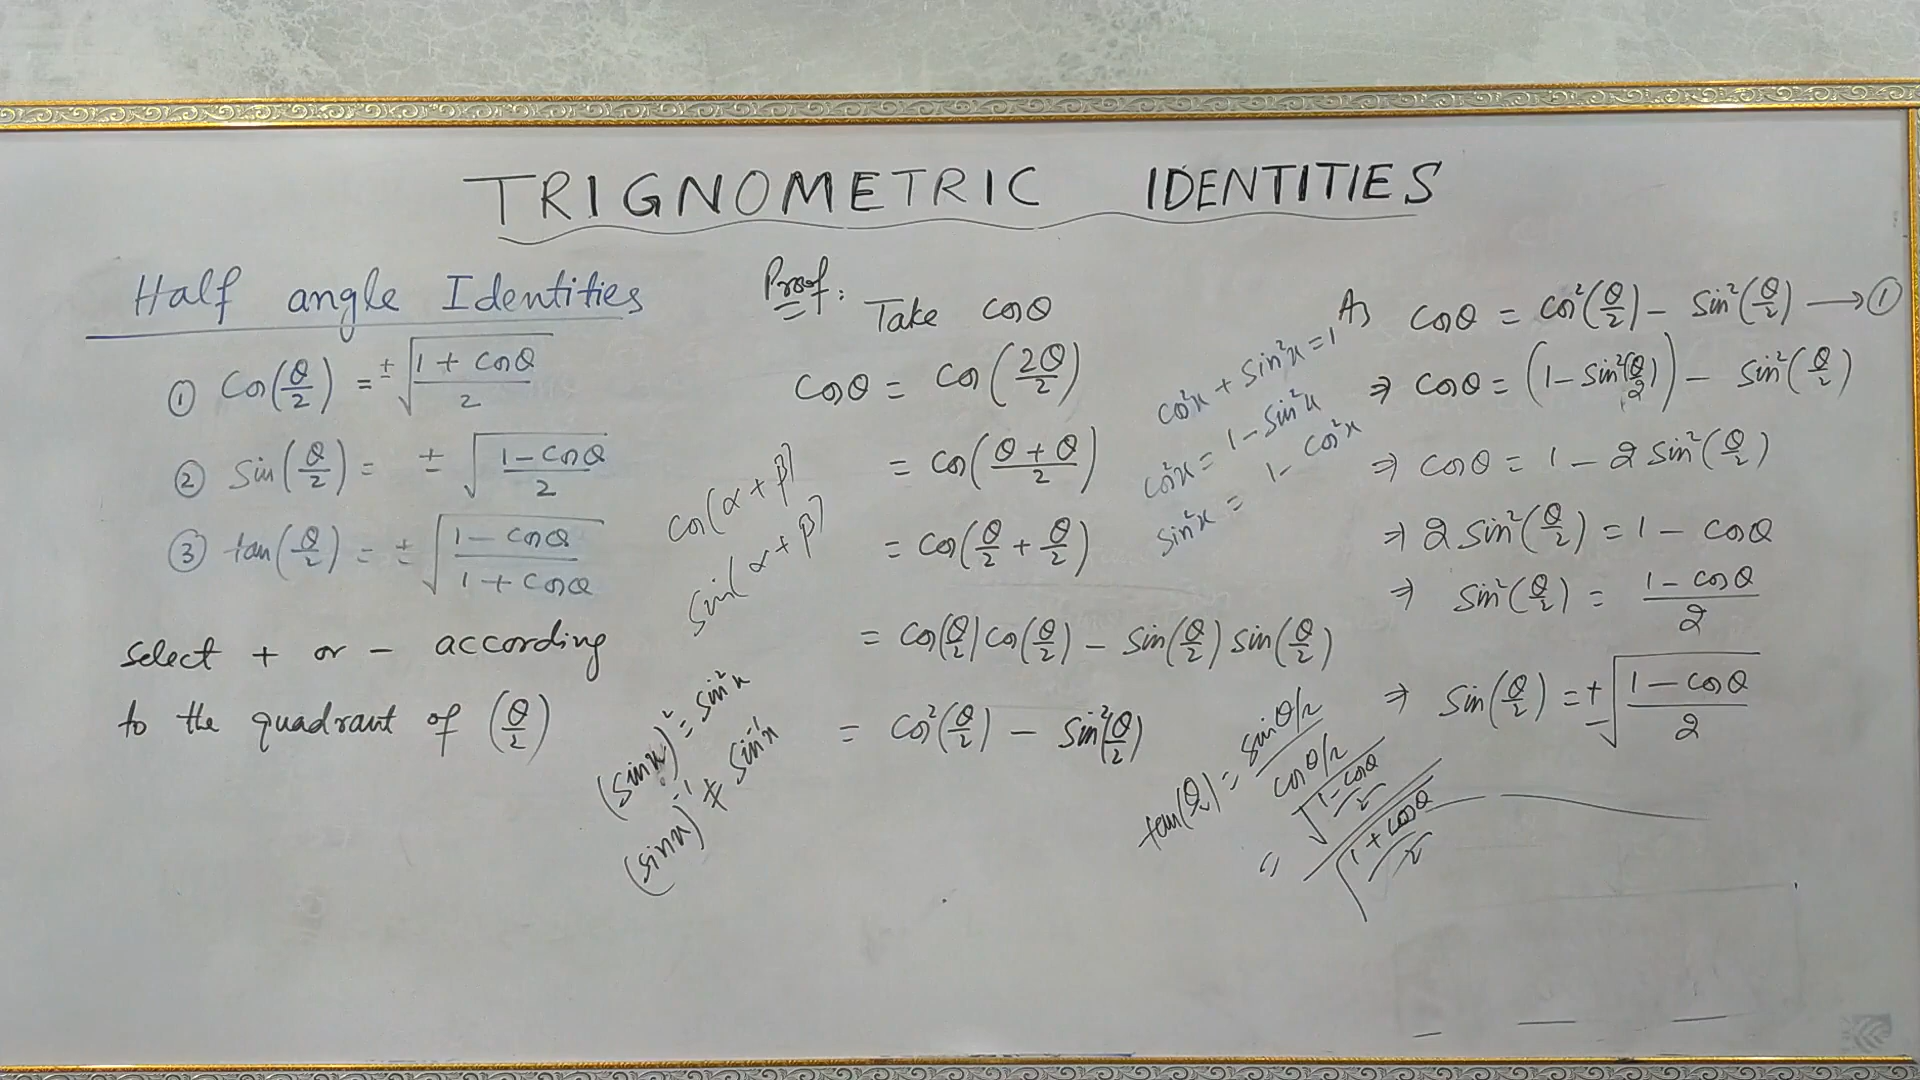 TRIGNOMETRIC IDENTITIES
Half angle Identities
① Cos(θ/2) = ±√((1 + cosθ)/2)
② Sin(θ/2) = ±√((1 - cosθ)/2)
③ tan(θ/2) = ±√((1 - cosθ)/(1 + cosθ))
select + or - according
to the quadrant of (θ/2)
cos(α + β)
sin(α + β)
(sinx)² = sin²x
(sinx)⁻¹ ≠ sin⁻¹x
Proof:
Take cosθ
cosθ = cos(2θ/2)
= cos((θ + θ)/2)
= cos(θ/2 + θ/2)
= cos(θ/2) cos(θ/2) - sin(θ/2) sin(θ/2)
= cos²(θ/2) - sin²(θ/2)
cos²x + sin²x = 1
cos²x = 1 - sin²x
sin²x = 1 - cos²x
As cosθ = cos²(θ/2) - sin²(θ/2) → ①
⇒ cosθ = (1 - sin²(θ/2)) - sin²(θ/2)
⇒ cosθ = 1 - 2 sin²(θ/2)
⇒ 2 sin²(θ/2) = 1 - cosθ
⇒ sin²(θ/2) = (1 - cosθ)/2
⇒ sin(θ/2) = ±√((1 - cosθ)/2)
tan(θ/2) = (sin θ/2)/(cos θ/2)
= √((1 - cosθ)/2)/√((1 + cosθ)/2)